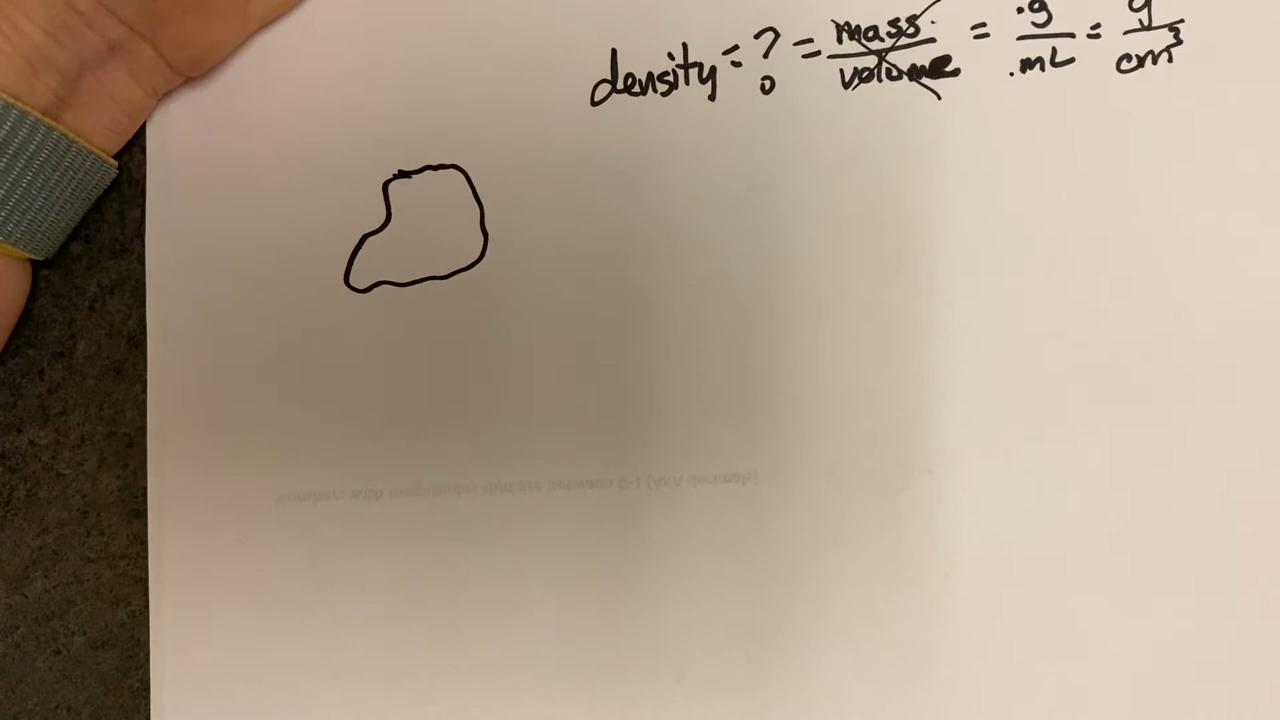 density = ? = mass/volume = g/mL = g/cm³